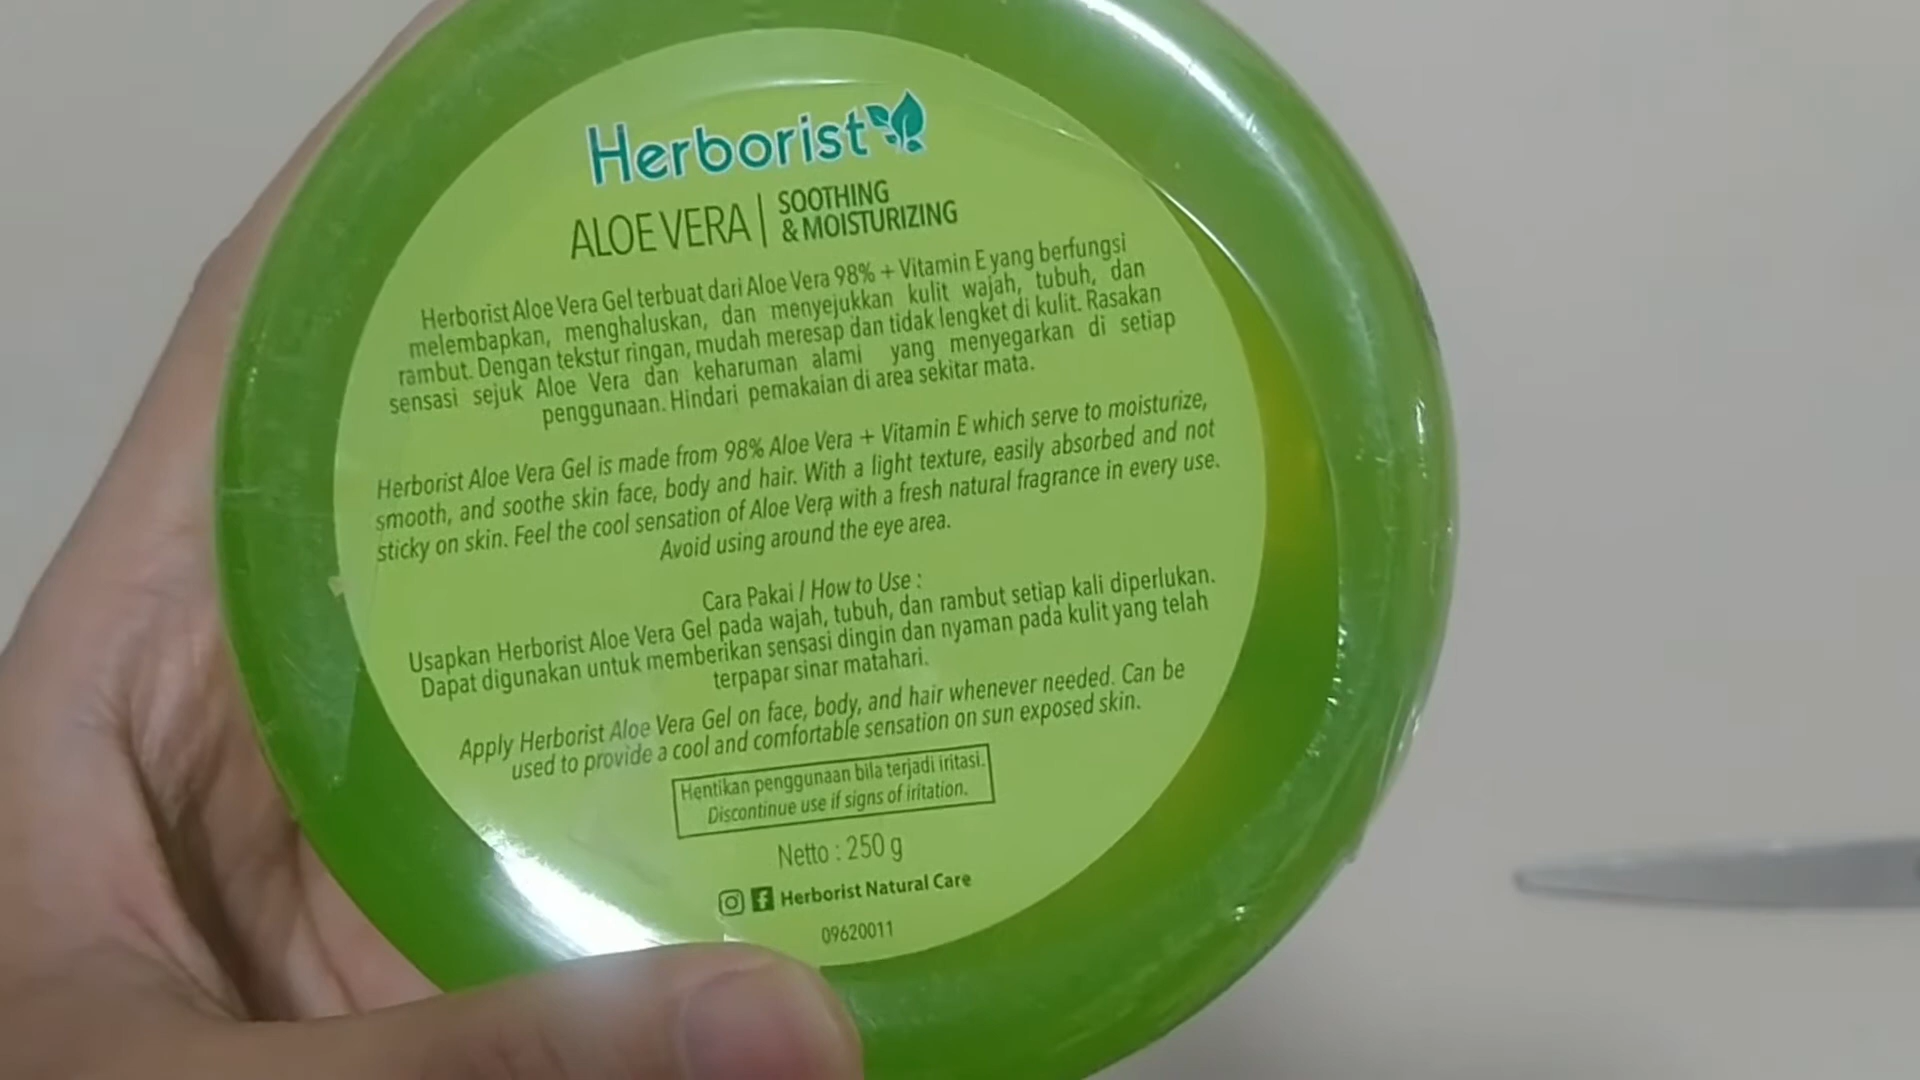 Herborist
ALOE VERA | SOOTHING
& MOISTURIZING
Herborist Aloe Vera Gel terbuat dari Aloe Vera 98% + Vitamin E yang berfungsi
melembapkan, menghaluskan, dan menyejukkan kulit wajah, tubuh, dan
rambut. Dengan tekstur ringan, mudah meresap dan tidak lengket di kulit. Rasakan
sensasi sejuk Aloe Vera dan keharuman alami yang menyegarkan di setiap
penggunaan. Hindari pemakaian di area sekitar mata.
Herborist Aloe Vera Gel is made from 98% Aloe Vera + Vitamin E which serve to moisturize,
smooth, and soothe skin face, body and hair. With a light texture, easily absorbed and not
sticky on skin. Feel the cool sensation of Aloe Vera with a fresh natural fragrance in every use.
Avoid using around the eye area.
Cara Pakai / How to Use :
Usapkan Herborist Aloe Vera Gel pada wajah, tubuh, dan rambut setiap kali diperlukan.
Dapat digunakan untuk memberikan sensasi dingin dan nyaman pada kulit yang telah
terpapar sinar matahari.
Apply Herborist Aloe Vera Gel on face, body, and hair whenever needed. Can be
used to provide a cool and comfortable sensation on sun exposed skin.
Hentikan penggunaan bila terjadi iritasi.
Discontinue use if signs of iritation.
Netto : 250 g
Herborist Natural Care
09620011